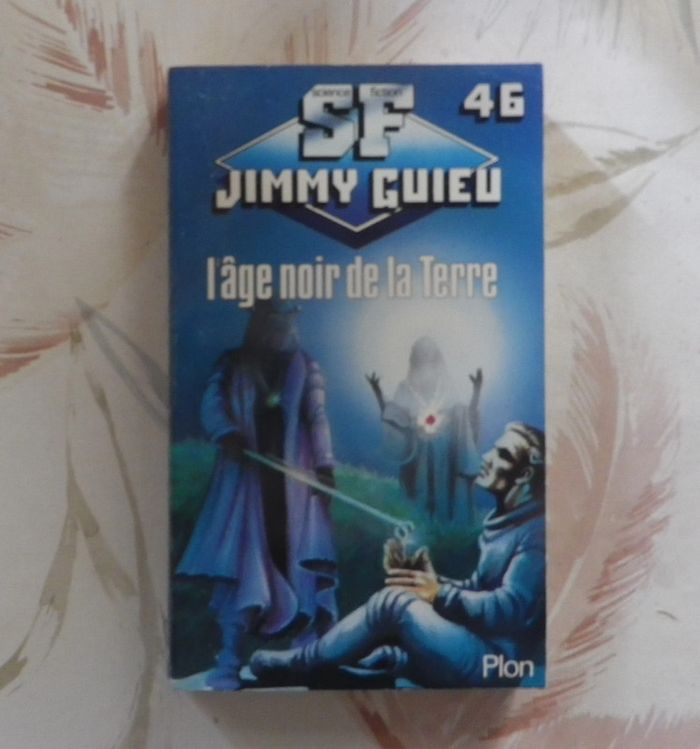 science fiction
SF
46
JIMMY GUIEU
l'âge noir de la Terre
Plon